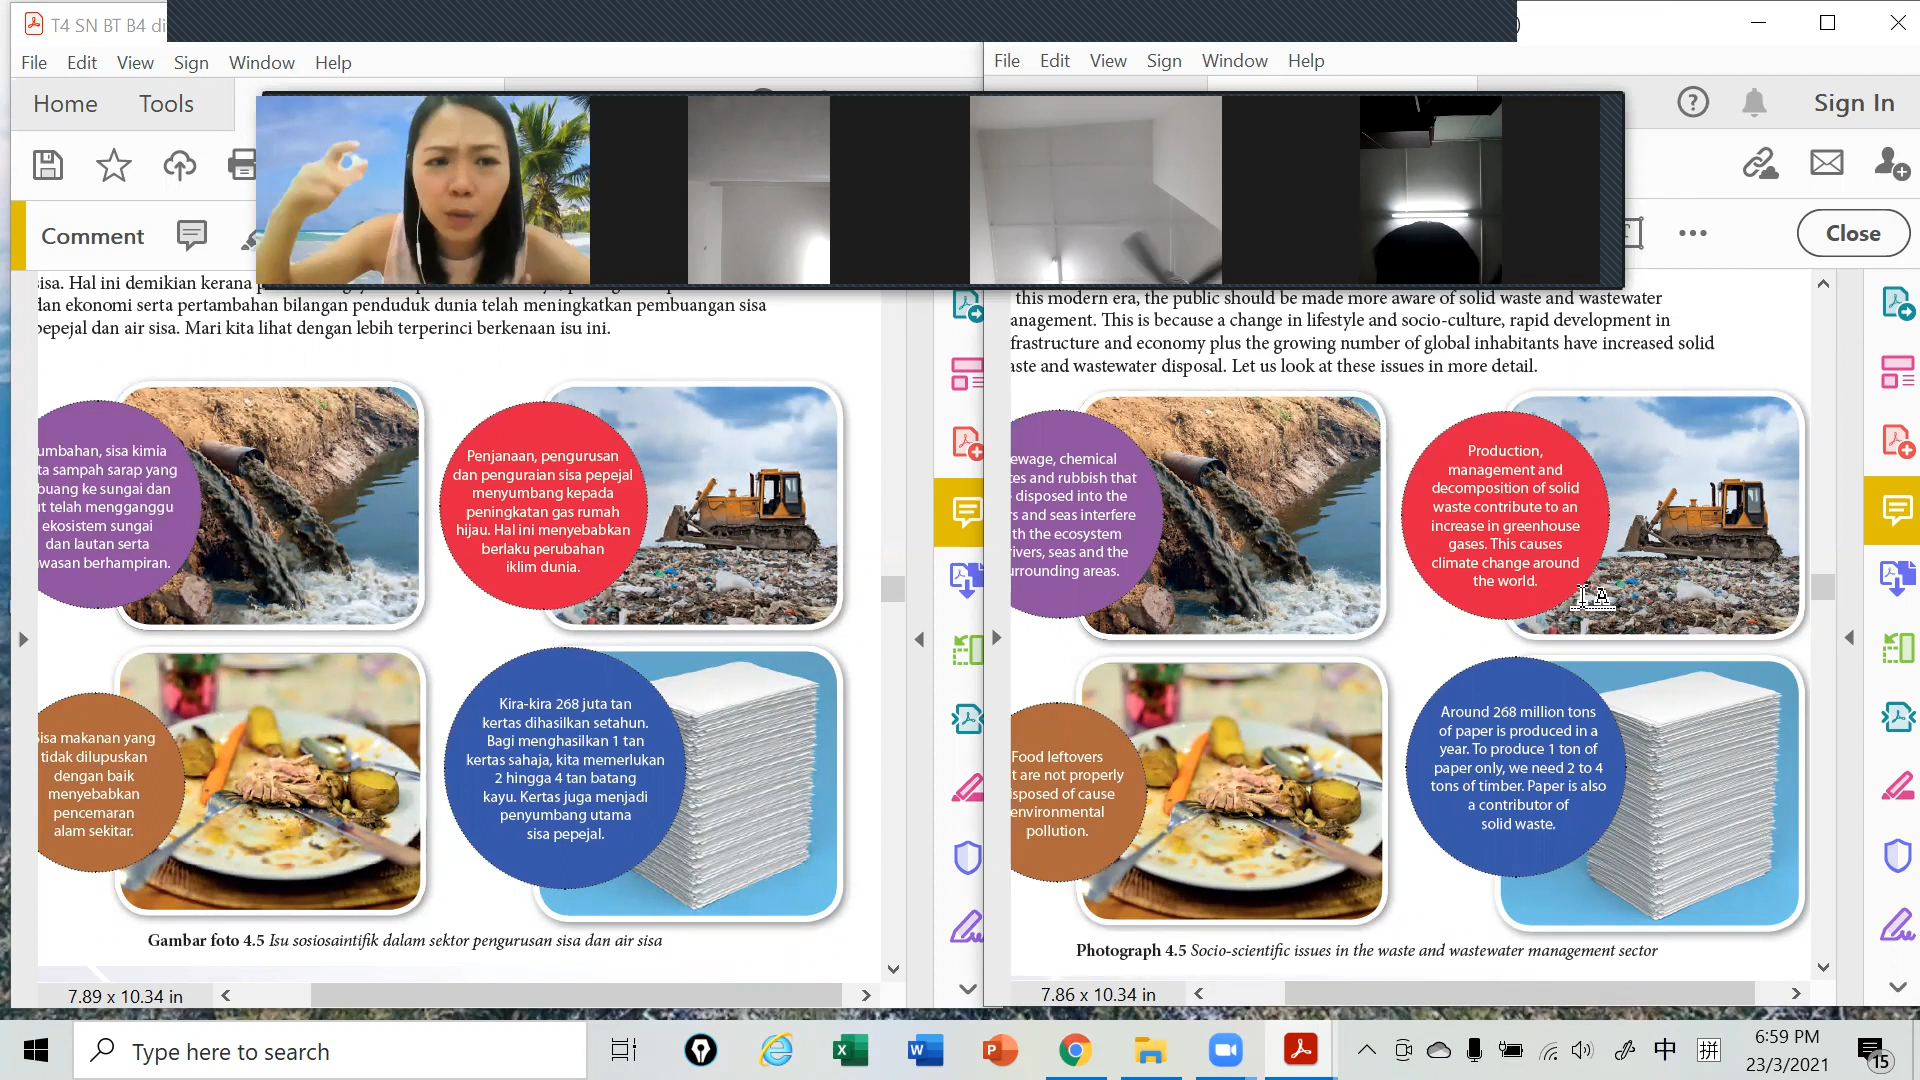 T4 SN BT B4
File Edit View Sign Window Help
File Edit View Sign Window Help
Home Tools
Sign In
Comment
Close
sisa. Hal ini demikian kerana
dan ekonomi serta pertambahan bilangan penduduk dunia telah meningkatkan pembuangan sisa
pepejal dan air sisa. Mari kita lihat dengan lebih terperinci berkenaan isu ini.
umbahan, sisa kimia
ta sampah sarap yang
buang ke sungai dan
ut telah mengganggu
ekosistem sungai
dan lautan serta
wasan berhampiran.
Penjanaan, pengurusan
dan penguraian sisa pepejal
menyumbang kepada
peningkatan gas rumah
hijau. Hal ini menyebabkan
berlaku perubahan
iklim dunia.
isa makanan yang
tidak dilupuskan
dengan baik
menyebabkan
pencemaran
alam sekitar.
Kira-kira 268 juta tan
kertas dihasilkan setahun.
Bagi menghasilkan 1 tan
kertas sahaja, kita memerlukan
2 hingga 4 tan batang
kayu. Kertas juga menjadi
penyumbang utama
sisa pepejal.
Gambar foto 4.5 Isu sosiosaintifik dalam sektor pengurusan sisa dan air sisa
7.89 x 10.34 in
this modern era, the public should be made more aware of solid waste and wastewater
anagement. This is because a change in lifestyle and socio-culture, rapid development in
frastructure and economy plus the growing number of global inhabitants have increased solid
aste and wastewater disposal. Let us look at these issues in more detail.
ewage, chemical
tes and rubbish that
disposed into the
rs and seas interfere
th the ecosystem
rivers, seas and the
urrounding areas.
Production,
management and
decomposition of solid
waste contribute to an
increase in greenhouse
gases. This causes
climate change around
the world.
Food leftovers
t are not properly
isposed of cause
environmental
pollution.
Around 268 million tons
of paper is produced in a
year. To produce 1 ton of
paper only, we need 2 to 4
tons of timber. Paper is also
a contributor of
solid waste.
Photograph 4.5 Socio-scientific issues in the waste and wastewater management sector
7.86 x 10.34 in
Type here to search
中
拼
6:59 PM
23/3/2021
15